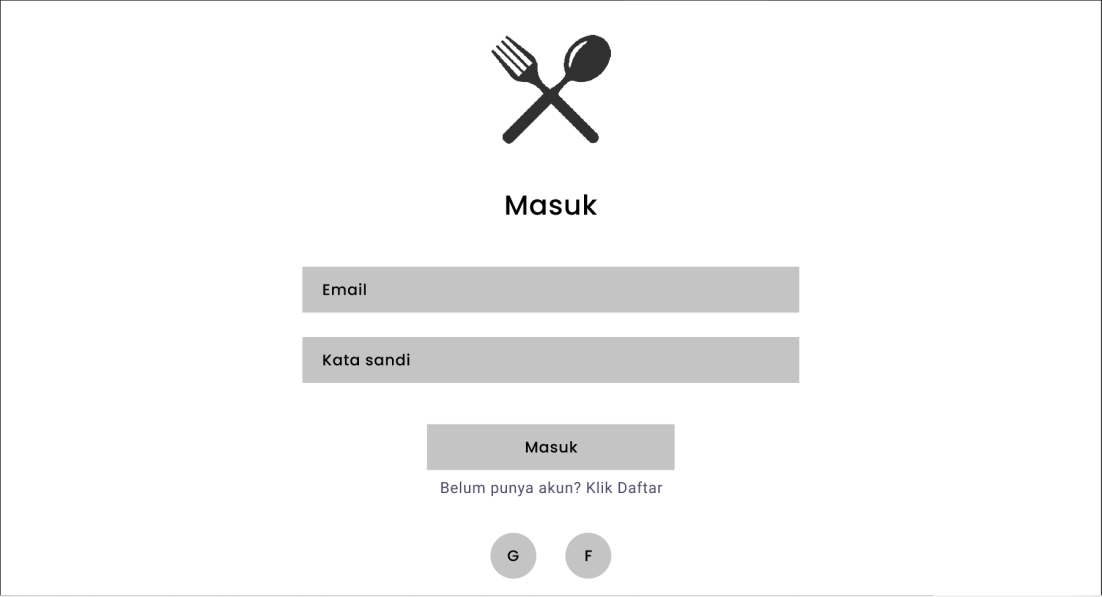 Masuk
Email
Kata sandi
Masuk
Belum punya akun? Klik Daftar
G F